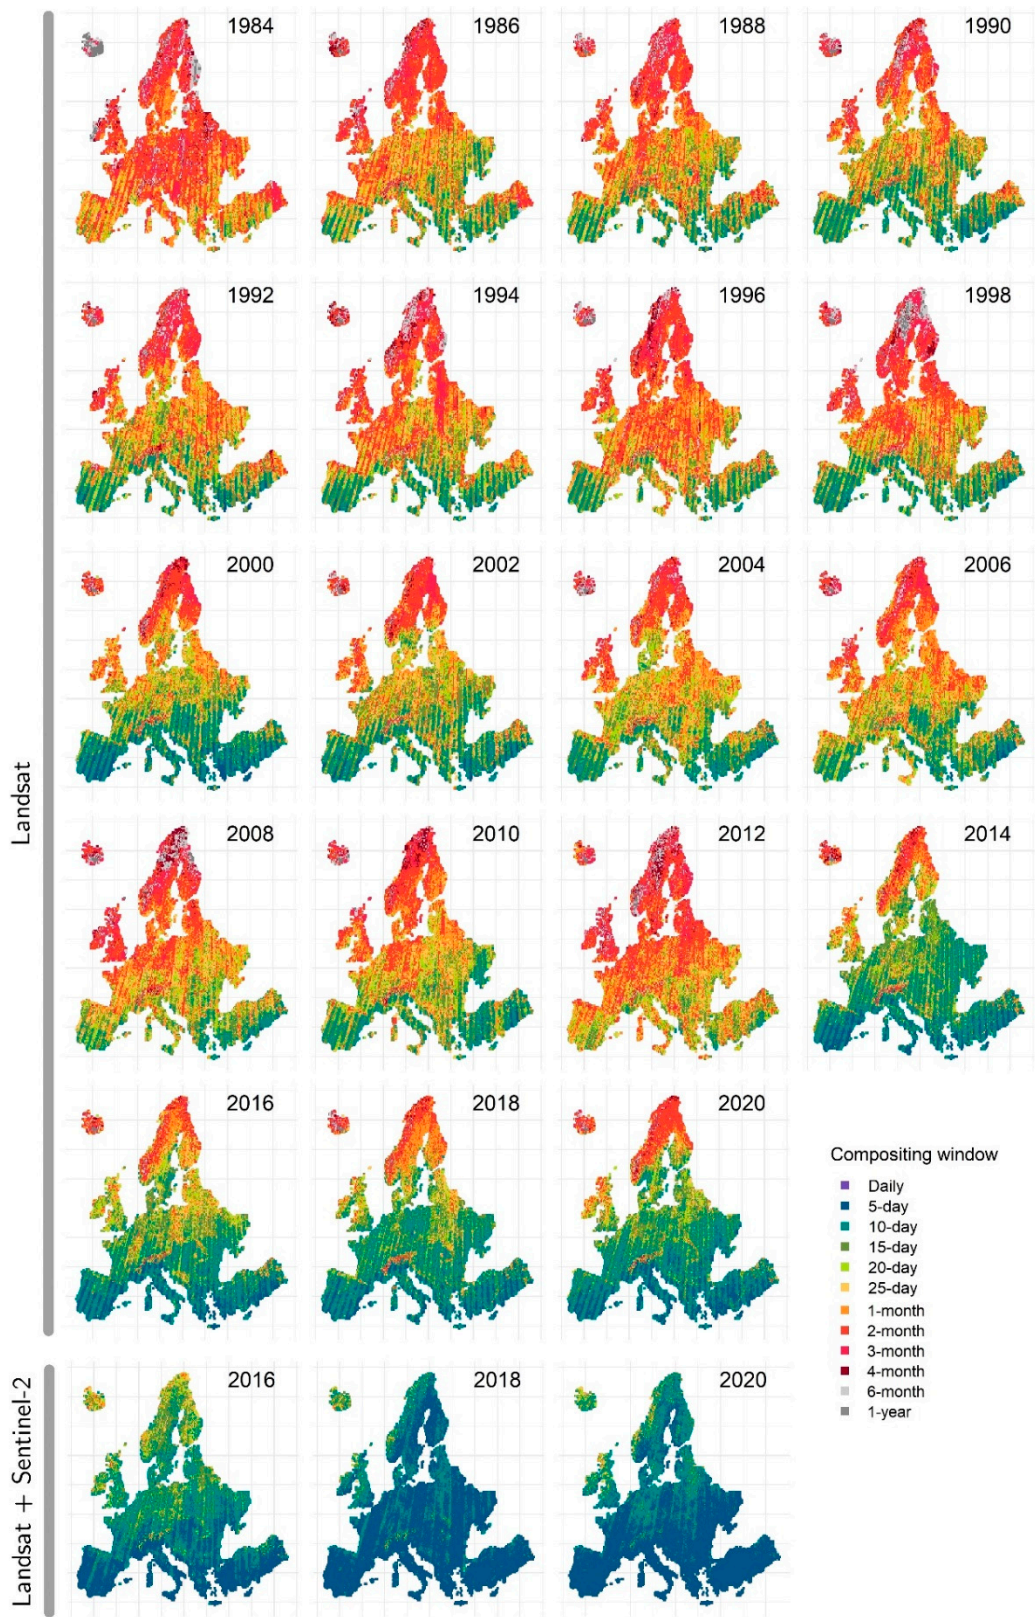 1984
1986
1988
1990
1992
1994
1996
1998
2000
2002
2004
2006
2008
2010
2012
2014
2016
2018
2020
Landsat
Compositing window
Daily
5-day
10-day
15-day
20-day
25-day
1-month
2-month
3-month
4-month
6-month
1-year
2016
2018
2020
Landsat + Sentinel-2